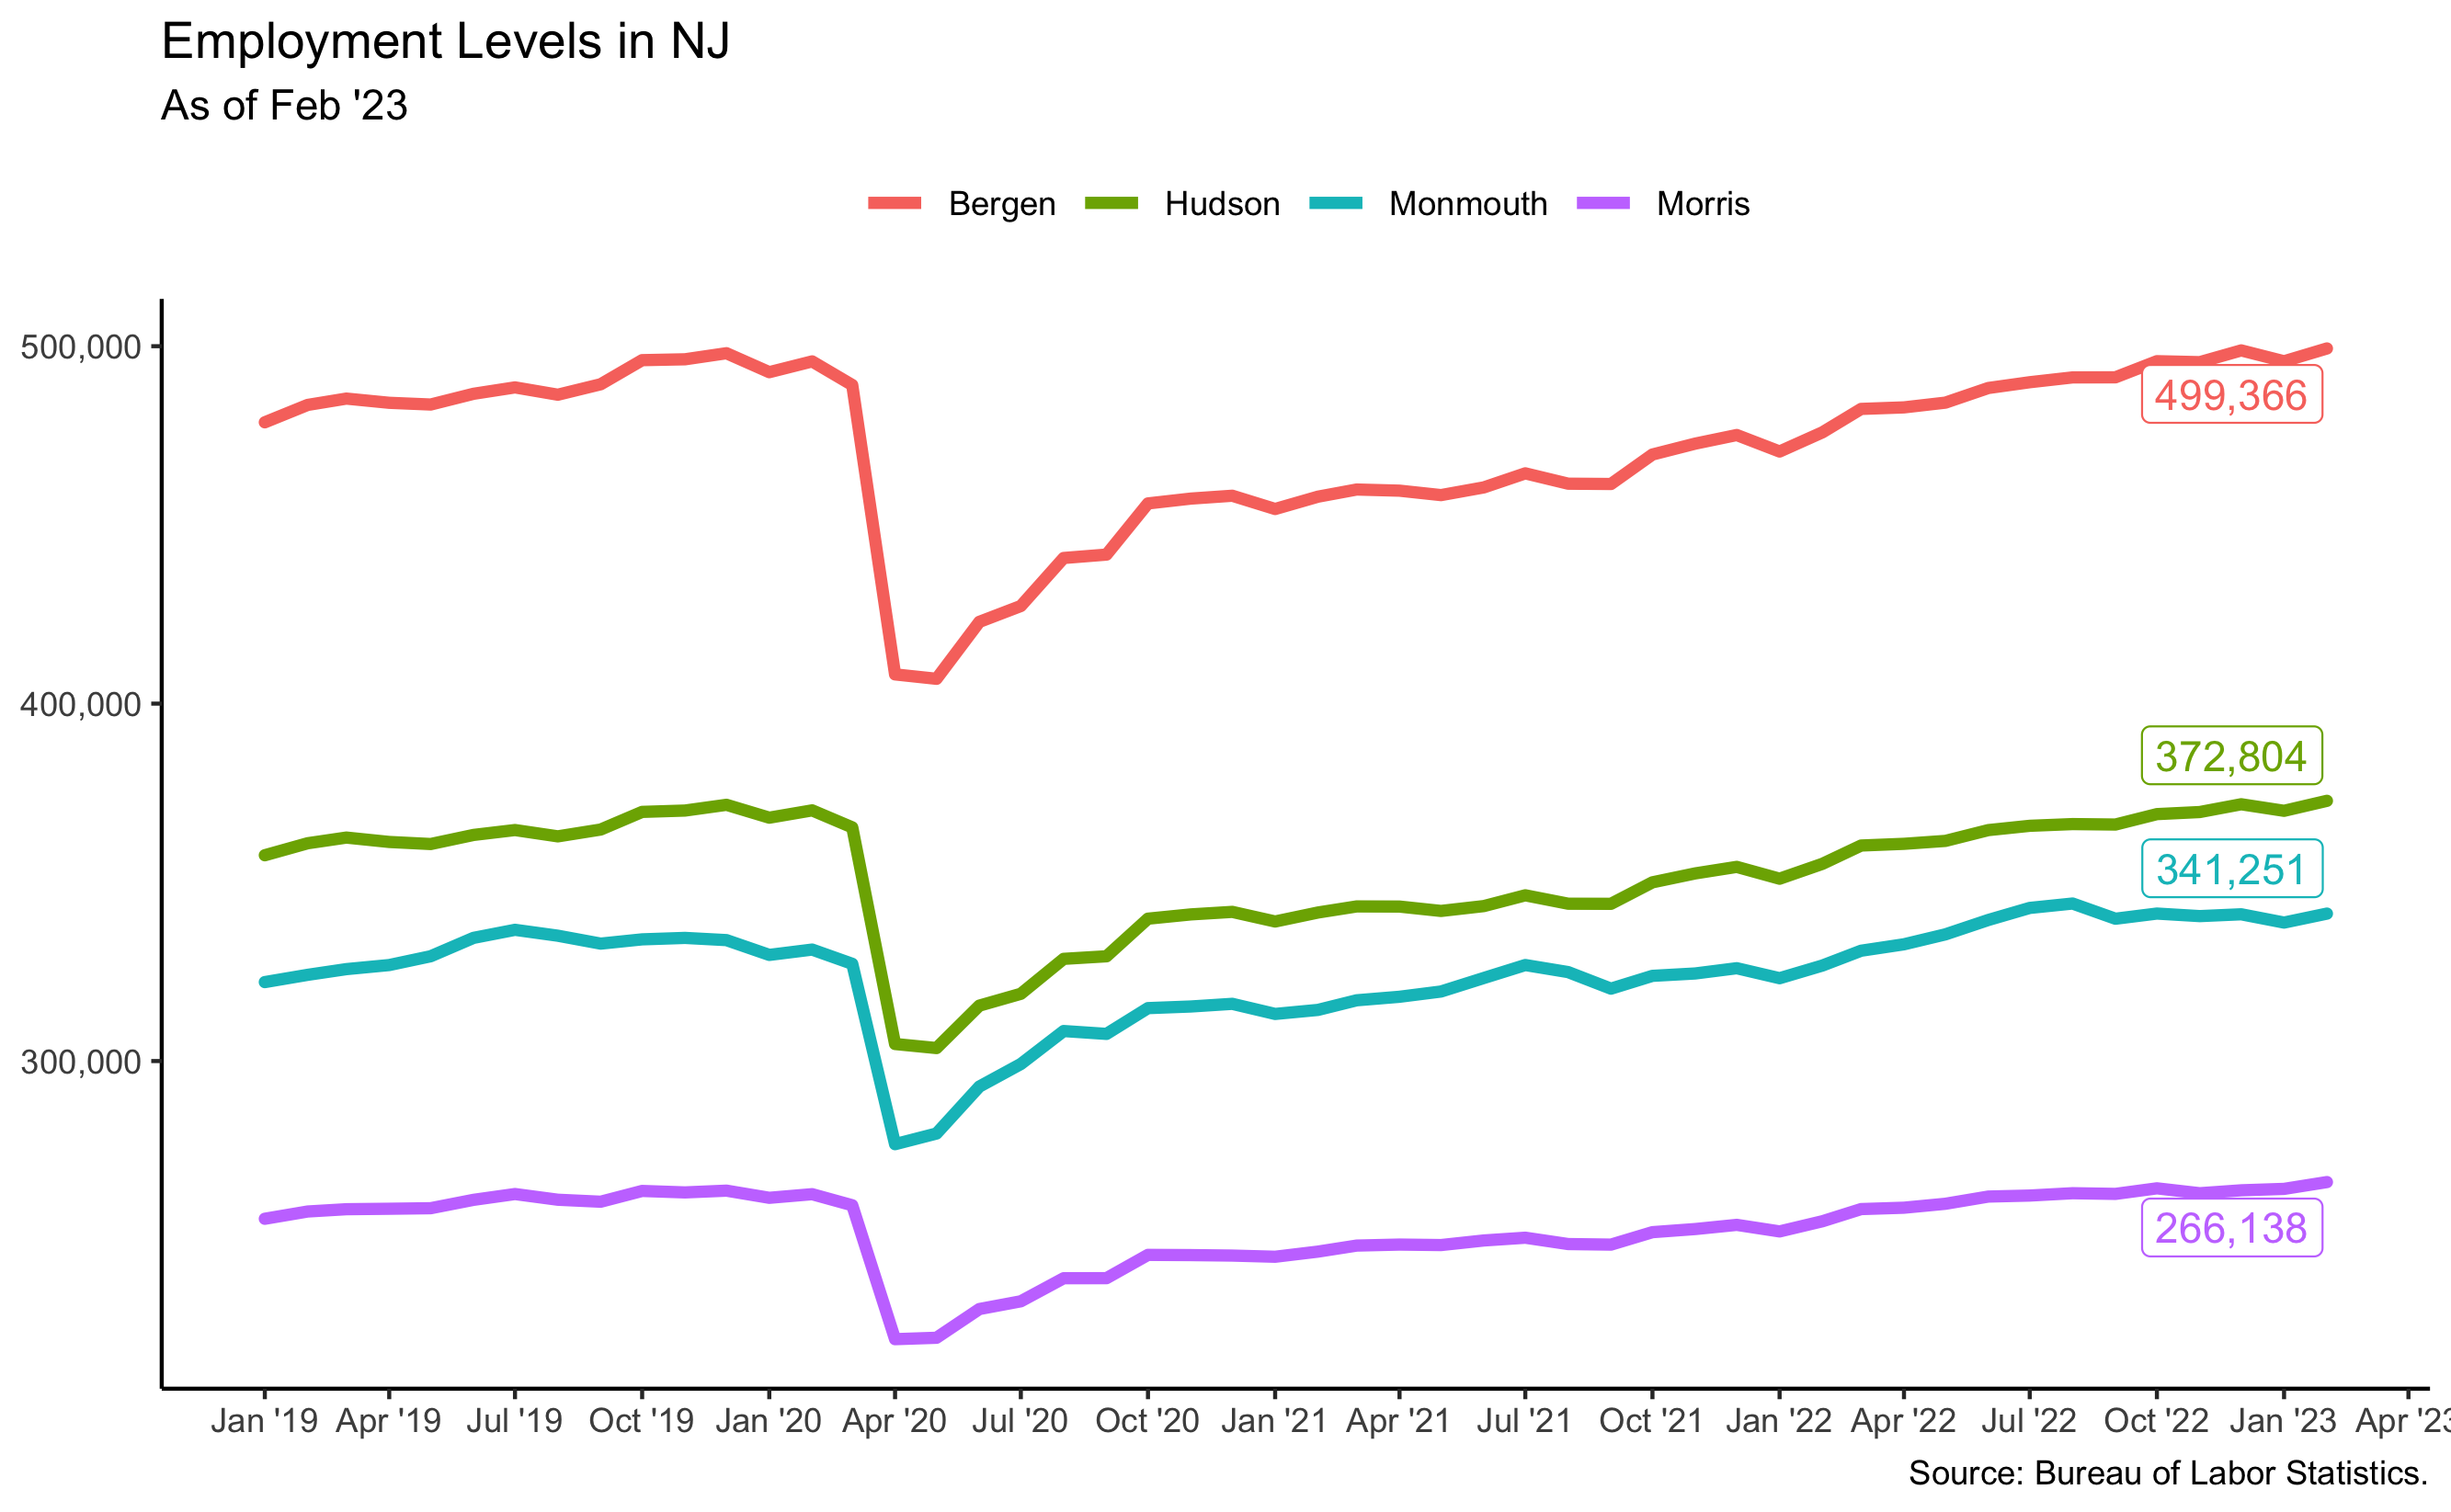 Employment Levels in NJ
As of Feb '23
Bergen Hudson Monmouth Morris
500,000
400,000
300,000
499,366
372,804
341,251
266,138
Jan '19 Apr '19 Jul '19 Oct '19 Jan '20 Apr '20 Jul '20 Oct '20 Jan '21 Apr '21 Jul '21 Oct '21 Jan '22 Apr '22 Jul '22 Oct '22 Jan '23 Apr '23
Source: Bureau of Labor Statistics.